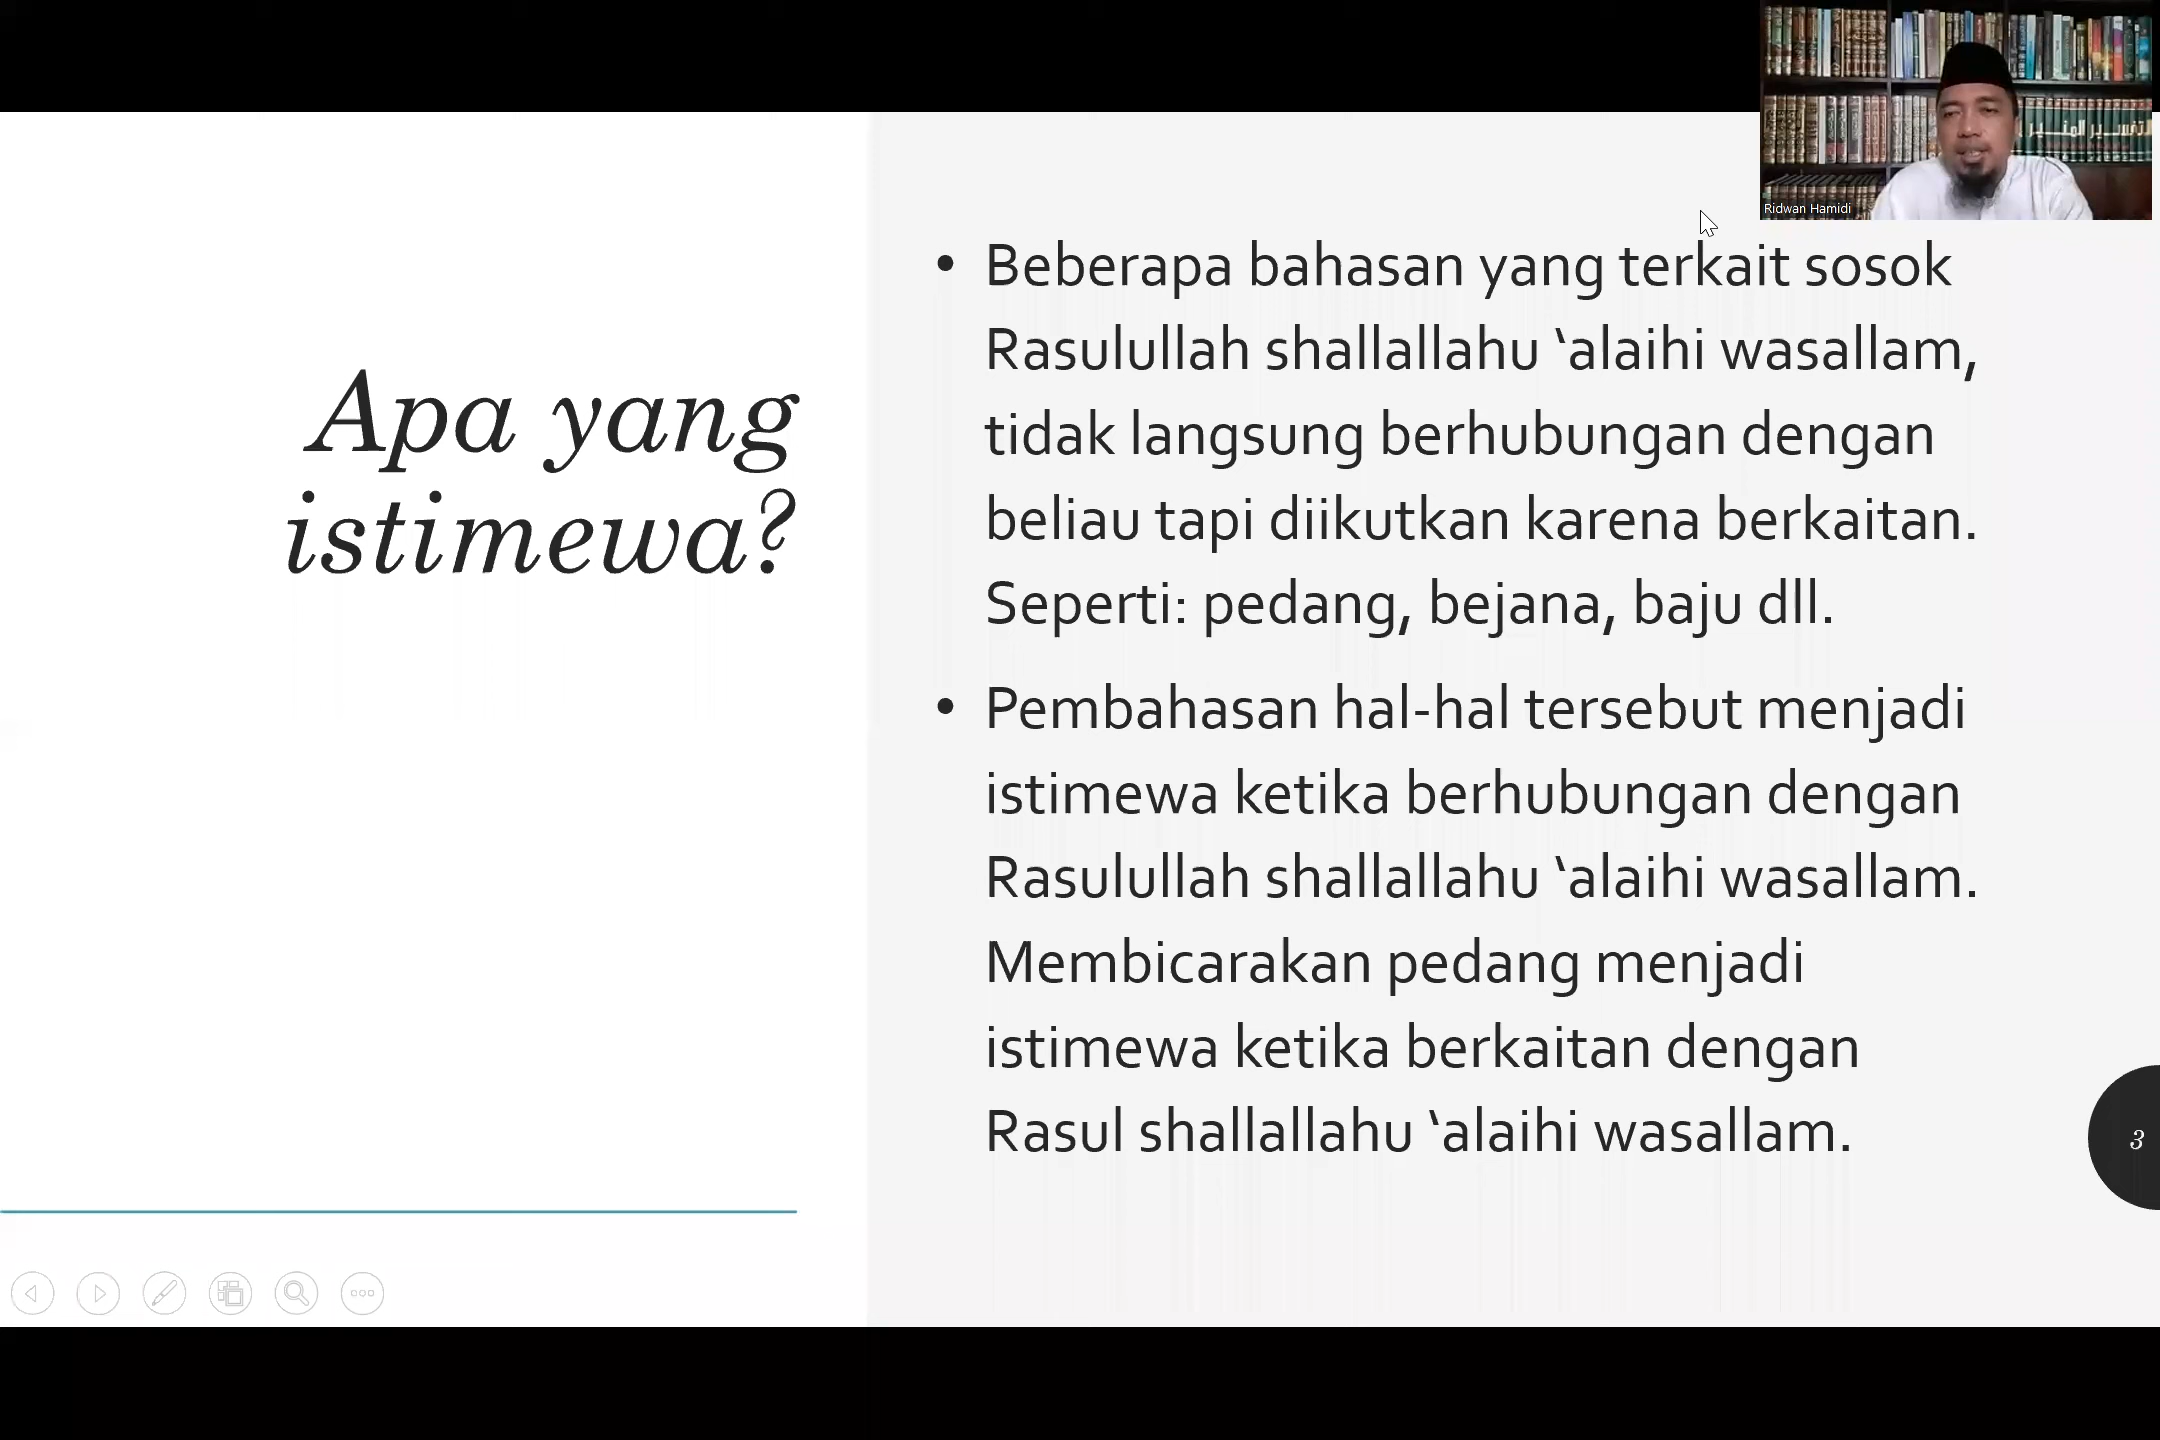 Ridwan Hamidi
تفسير المنير
Apa yang
istimewa?
• Beberapa bahasan yang terkait sosok
Rasulullah shallallahu ‘alaihi wasallam,
tidak langsung berhubungan dengan
beliau tapi diikutkan karena berkaitan.
Seperti: pedang, bejana, baju dll.
• Pembahasan hal-hal tersebut menjadi
istimewa ketika berhubungan dengan
Rasulullah shallallahu ‘alaihi wasallam.
Membicarakan pedang menjadi
istimewa ketika berkaitan dengan
Rasul shallallahu ‘alaihi wasallam.
3